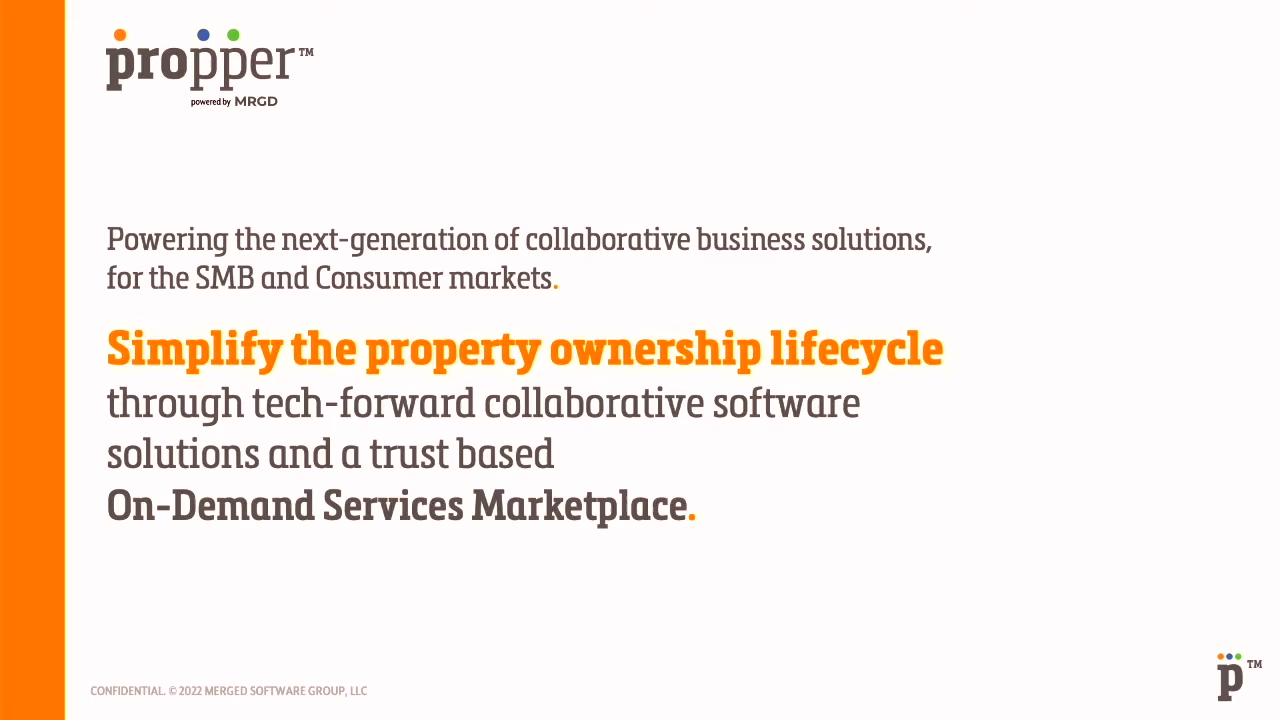 propper™
powered by MRGD
Powering the next-generation of collaborative business solutions,
for the SMB and Consumer markets.
Simplify the property ownership lifecycle
through tech-forward collaborative software
solutions and a trust based
On-Demand Services Marketplace.
p™
CONFIDENTIAL. © 2022 MERGED SOFTWARE GROUP, LLC